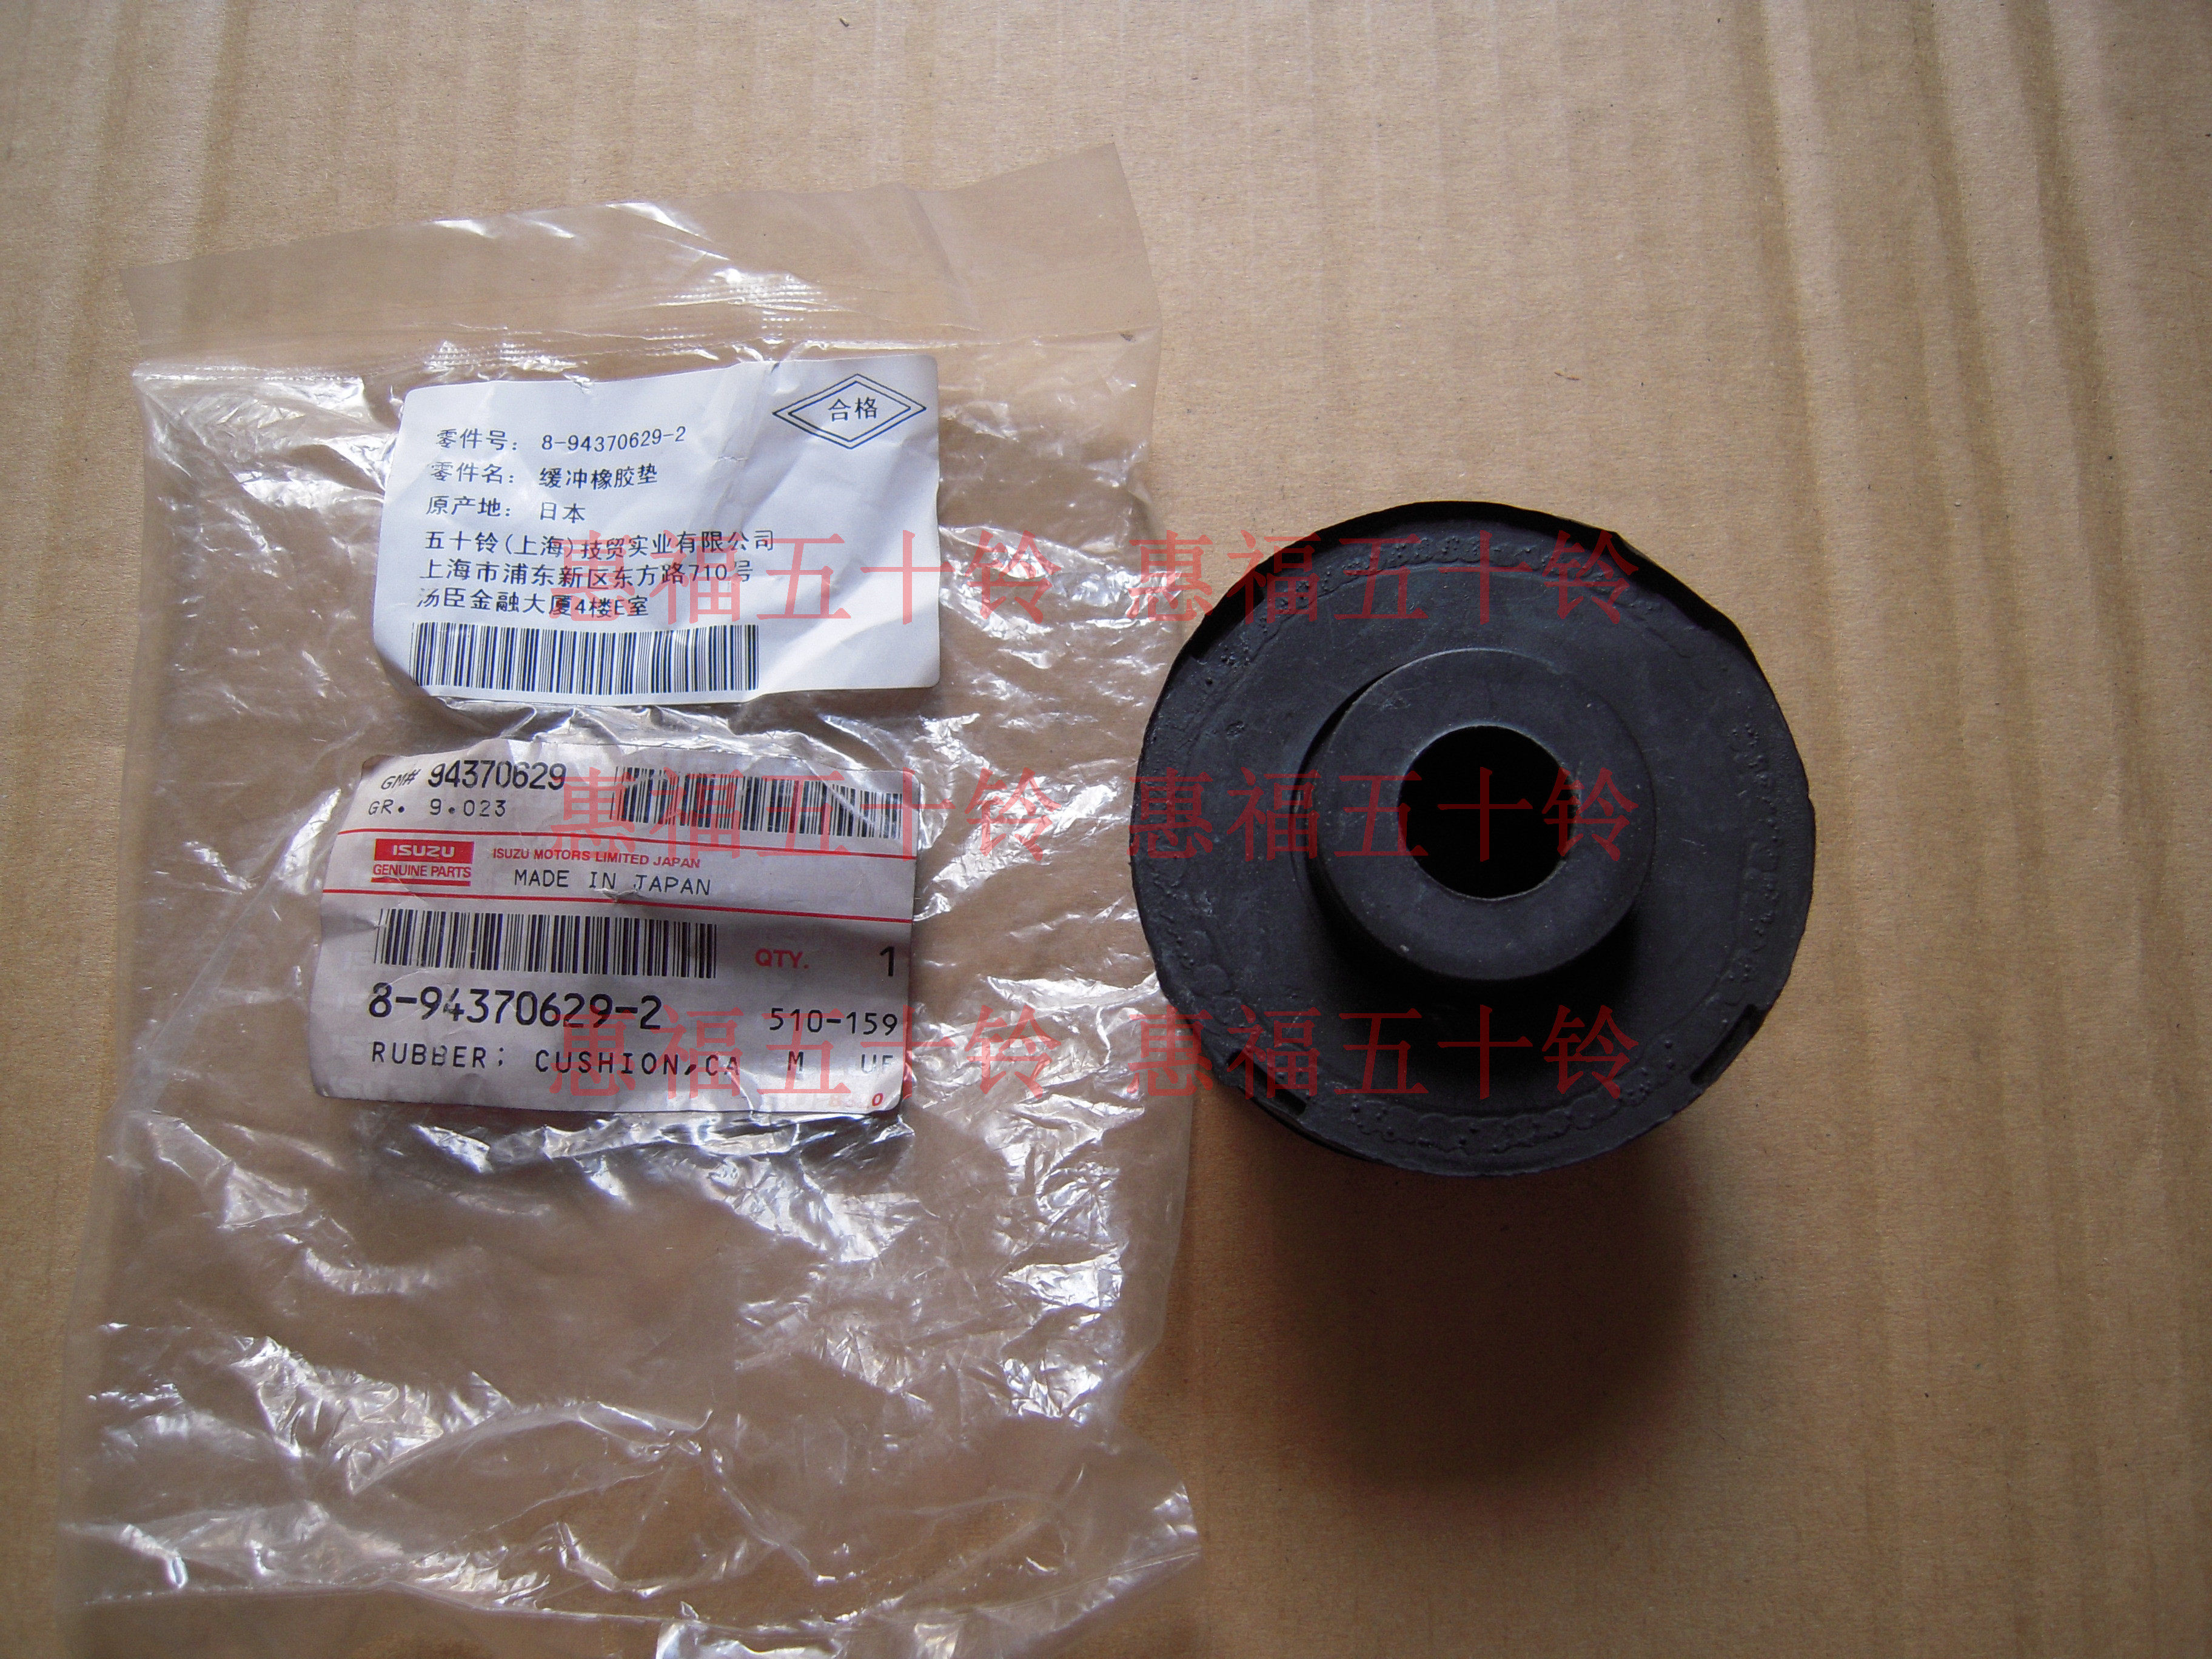 合格
零件号： 8-94370629-2
零件名： 缓冲橡胶垫
原产地： 日本
五十铃(上海)技贸实业有限公司
上海市浦东新区东方路710号
汤臣金融大厦4楼E室
GM# 94370629
GR. 9.023
ISUZU
GENUINE PARTS
ISUZU MOTORS LIMITED JAPAN
MADE IN JAPAN
QTY. 1
8-94370629-2 510-159
RUBBER; CUSHION,CA M
惠福五十铃 惠福五十铃
惠福五十铃 惠福五十铃
惠福五十铃 惠福五十铃